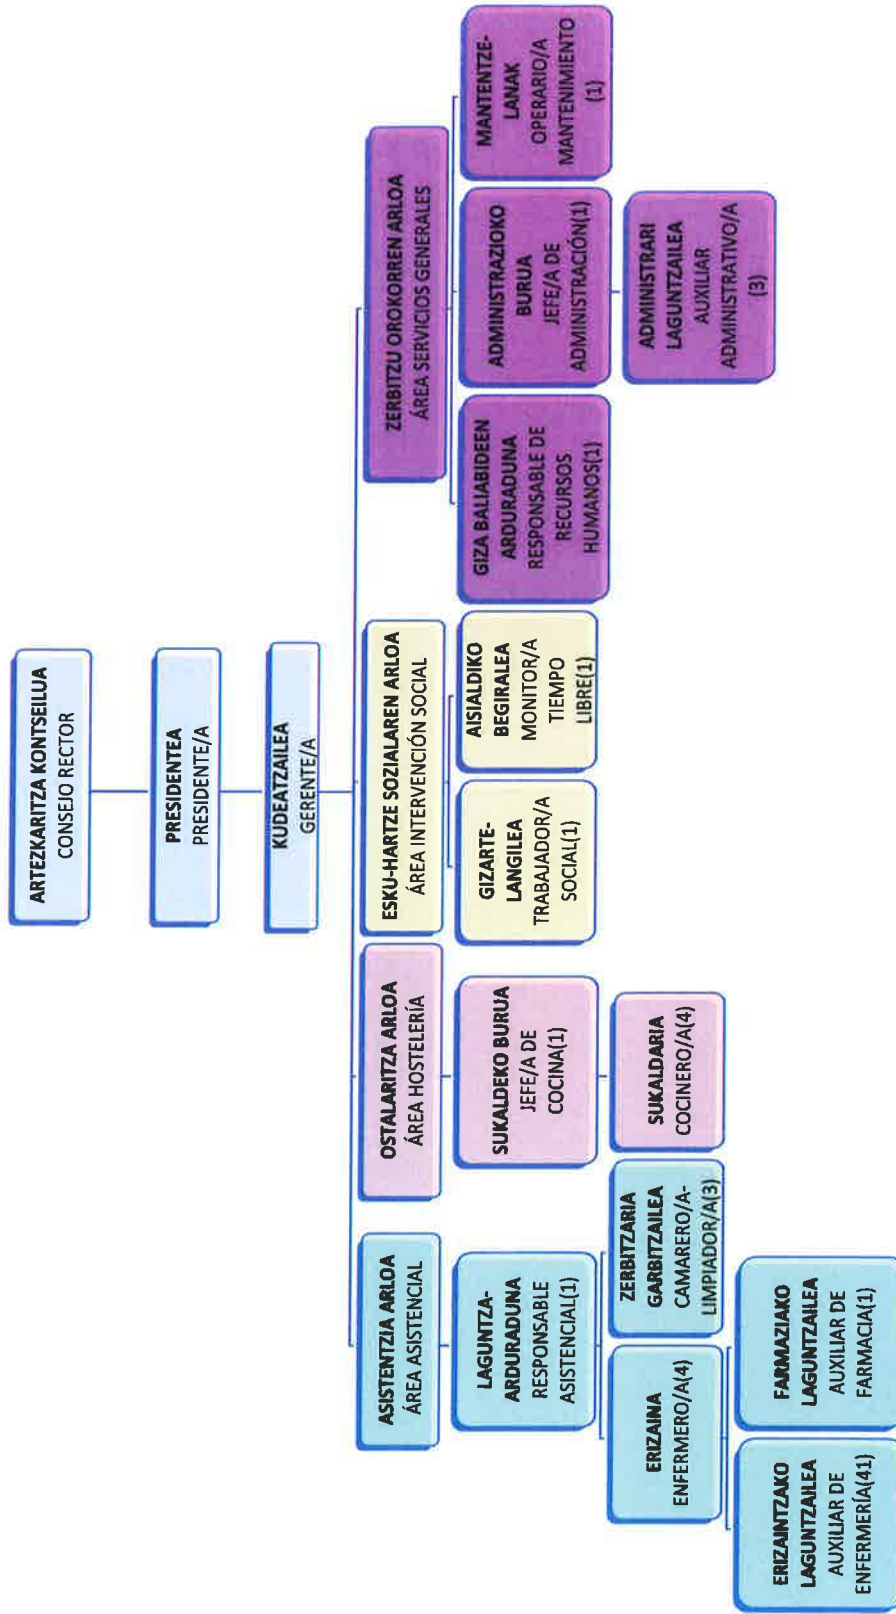 ARTEZKARITZA KONTSEILUA
CONSEJO RECTOR
PRESIDENTEA
PRESIDENTE/A
KUDEATZAILEA
GERENTE/A
ASISTENTZIA ARLOA
ÁREA ASISTENCIAL
OSTALARITZA ARLOA
ÁREA HOSTELERÍA
ESKU-HARTZE SOZIALAREN ARLOA
ÁREA INTERVENCIÓN SOCIAL
ZERBITZU OROKORREN ARLOA
ÁREA SERVICIOS GENERALES
LAGUNTZA-
ARDURADUNA
RESPONSABLE
ASISTENCIAL(1)
SUKALDEKO BURUA
JEFE/A DE
COCINA(1)
GIZARTE-
LANGILEA
TRABAJADOR/A
SOCIAL(1)
AISIALDIKO
BEGIRALEA
MONITOR/A
TIEMPO
LIBRE(1)
GIZA BALIABIDEEN
ARDURADUNA
RESPONSABLE DE
RECURSOS
HUMANOS(1)
ADMINISTRAZIOKO
BURUA
JEFE/A DE
ADMINISTRACIÓN(1)
MANTENTZE-
LANAK
OPERARIO/A
MANTENIMIENTO
(1)
ERIZAINA
ENFERMERO/A(4)
ZERBITZARIA
GARBITZAILEA
CAMARERO/A-
LIMPIADOR/A(3)
SUKALDARIA
COCINERO/A(4)
ADMINISTRARI
LAGUNTZAILEA
AUXILIAR
ADMINISTRATIVO/A
(3)
ERIZAINTZAKO
LAGUNTZAILEA
AUXILIAR DE
ENFERMERÍA(41)
FARMAZIAKO
LAGUNTZAILEA
AUXILIAR DE
FARMACIA(1)